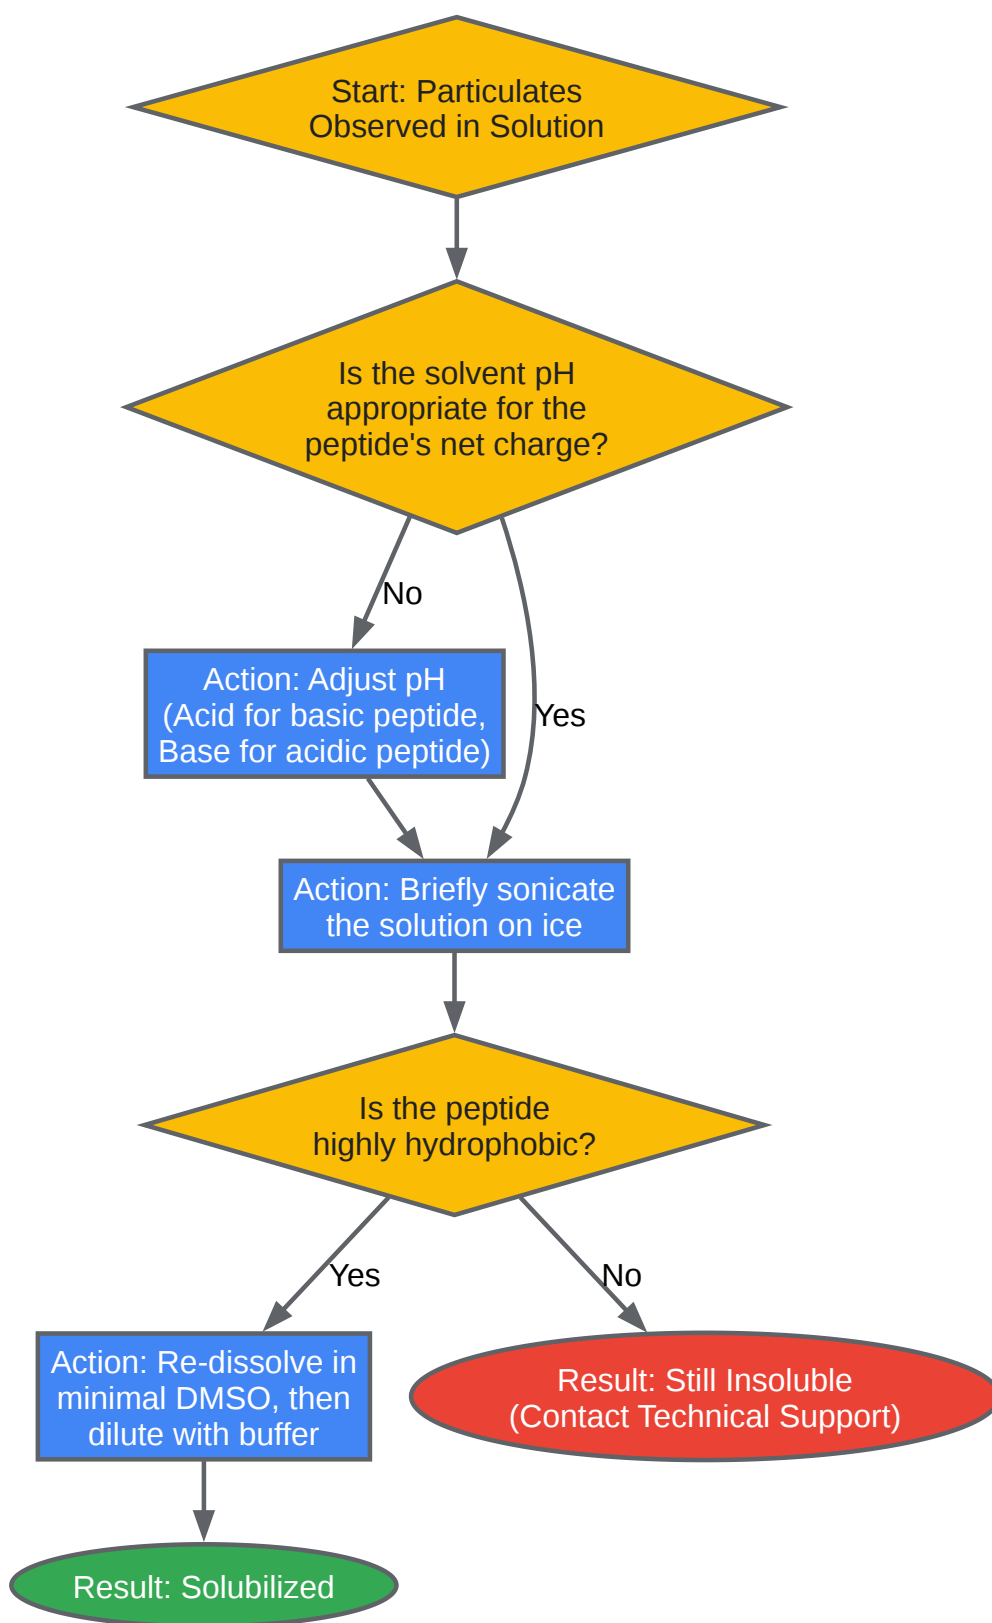 Start: Particulates
Observed in Solution
Is the solvent pH
appropriate for the
peptide's net charge?
No
Action: Adjust pH
(Acid for basic peptide,
Base for acidic peptide)
Yes
Action: Briefly sonicate
the solution on ice
Is the peptide
highly hydrophobic?
Yes
No
Action: Re-dissolve in
minimal DMSO, then
dilute with buffer
Result: Still Insoluble
(Contact Technical Support)
Result: Solubilized